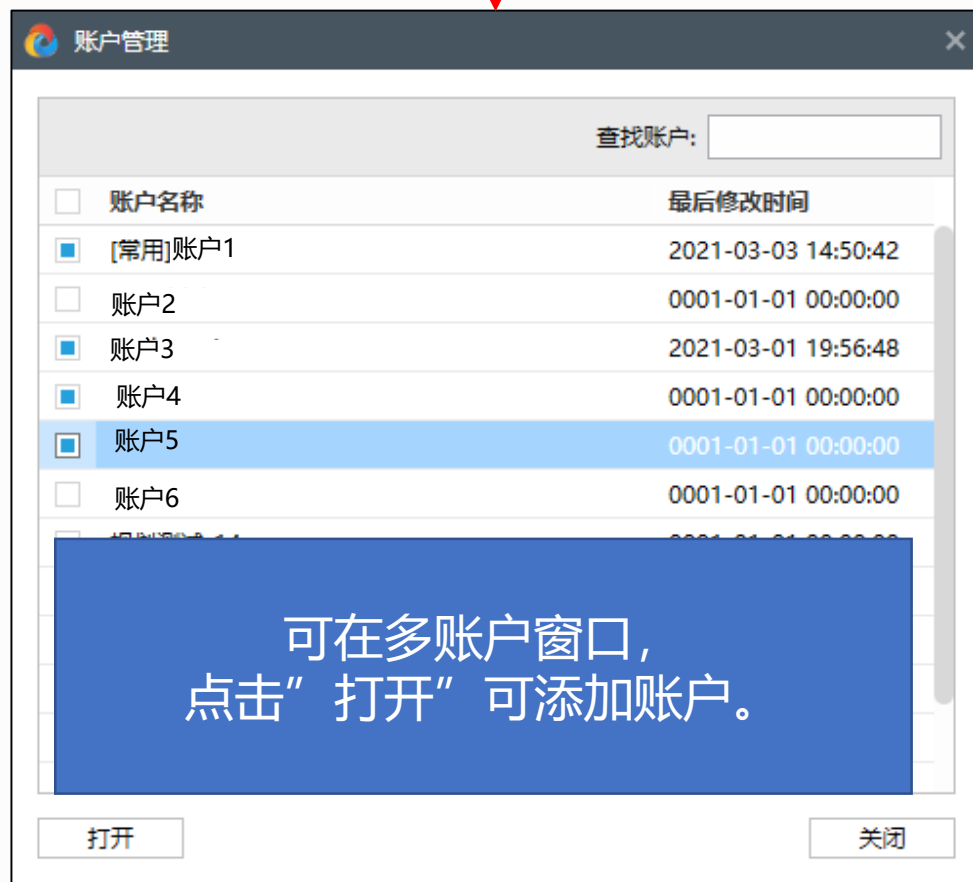 账户管理
查找账户:
账户名称 最后修改时间
[常用]账户1 2021-03-03 14:50:42
账户2 0001-01-01 00:00:00
账户3 2021-03-01 19:56:48
账户4 0001-01-01 00:00:00
账户5 0001-01-01 00:00:00
账户6 0001-01-01 00:00:00
可在多账户窗口，
点击”打开”可添加账户。
打开 关闭